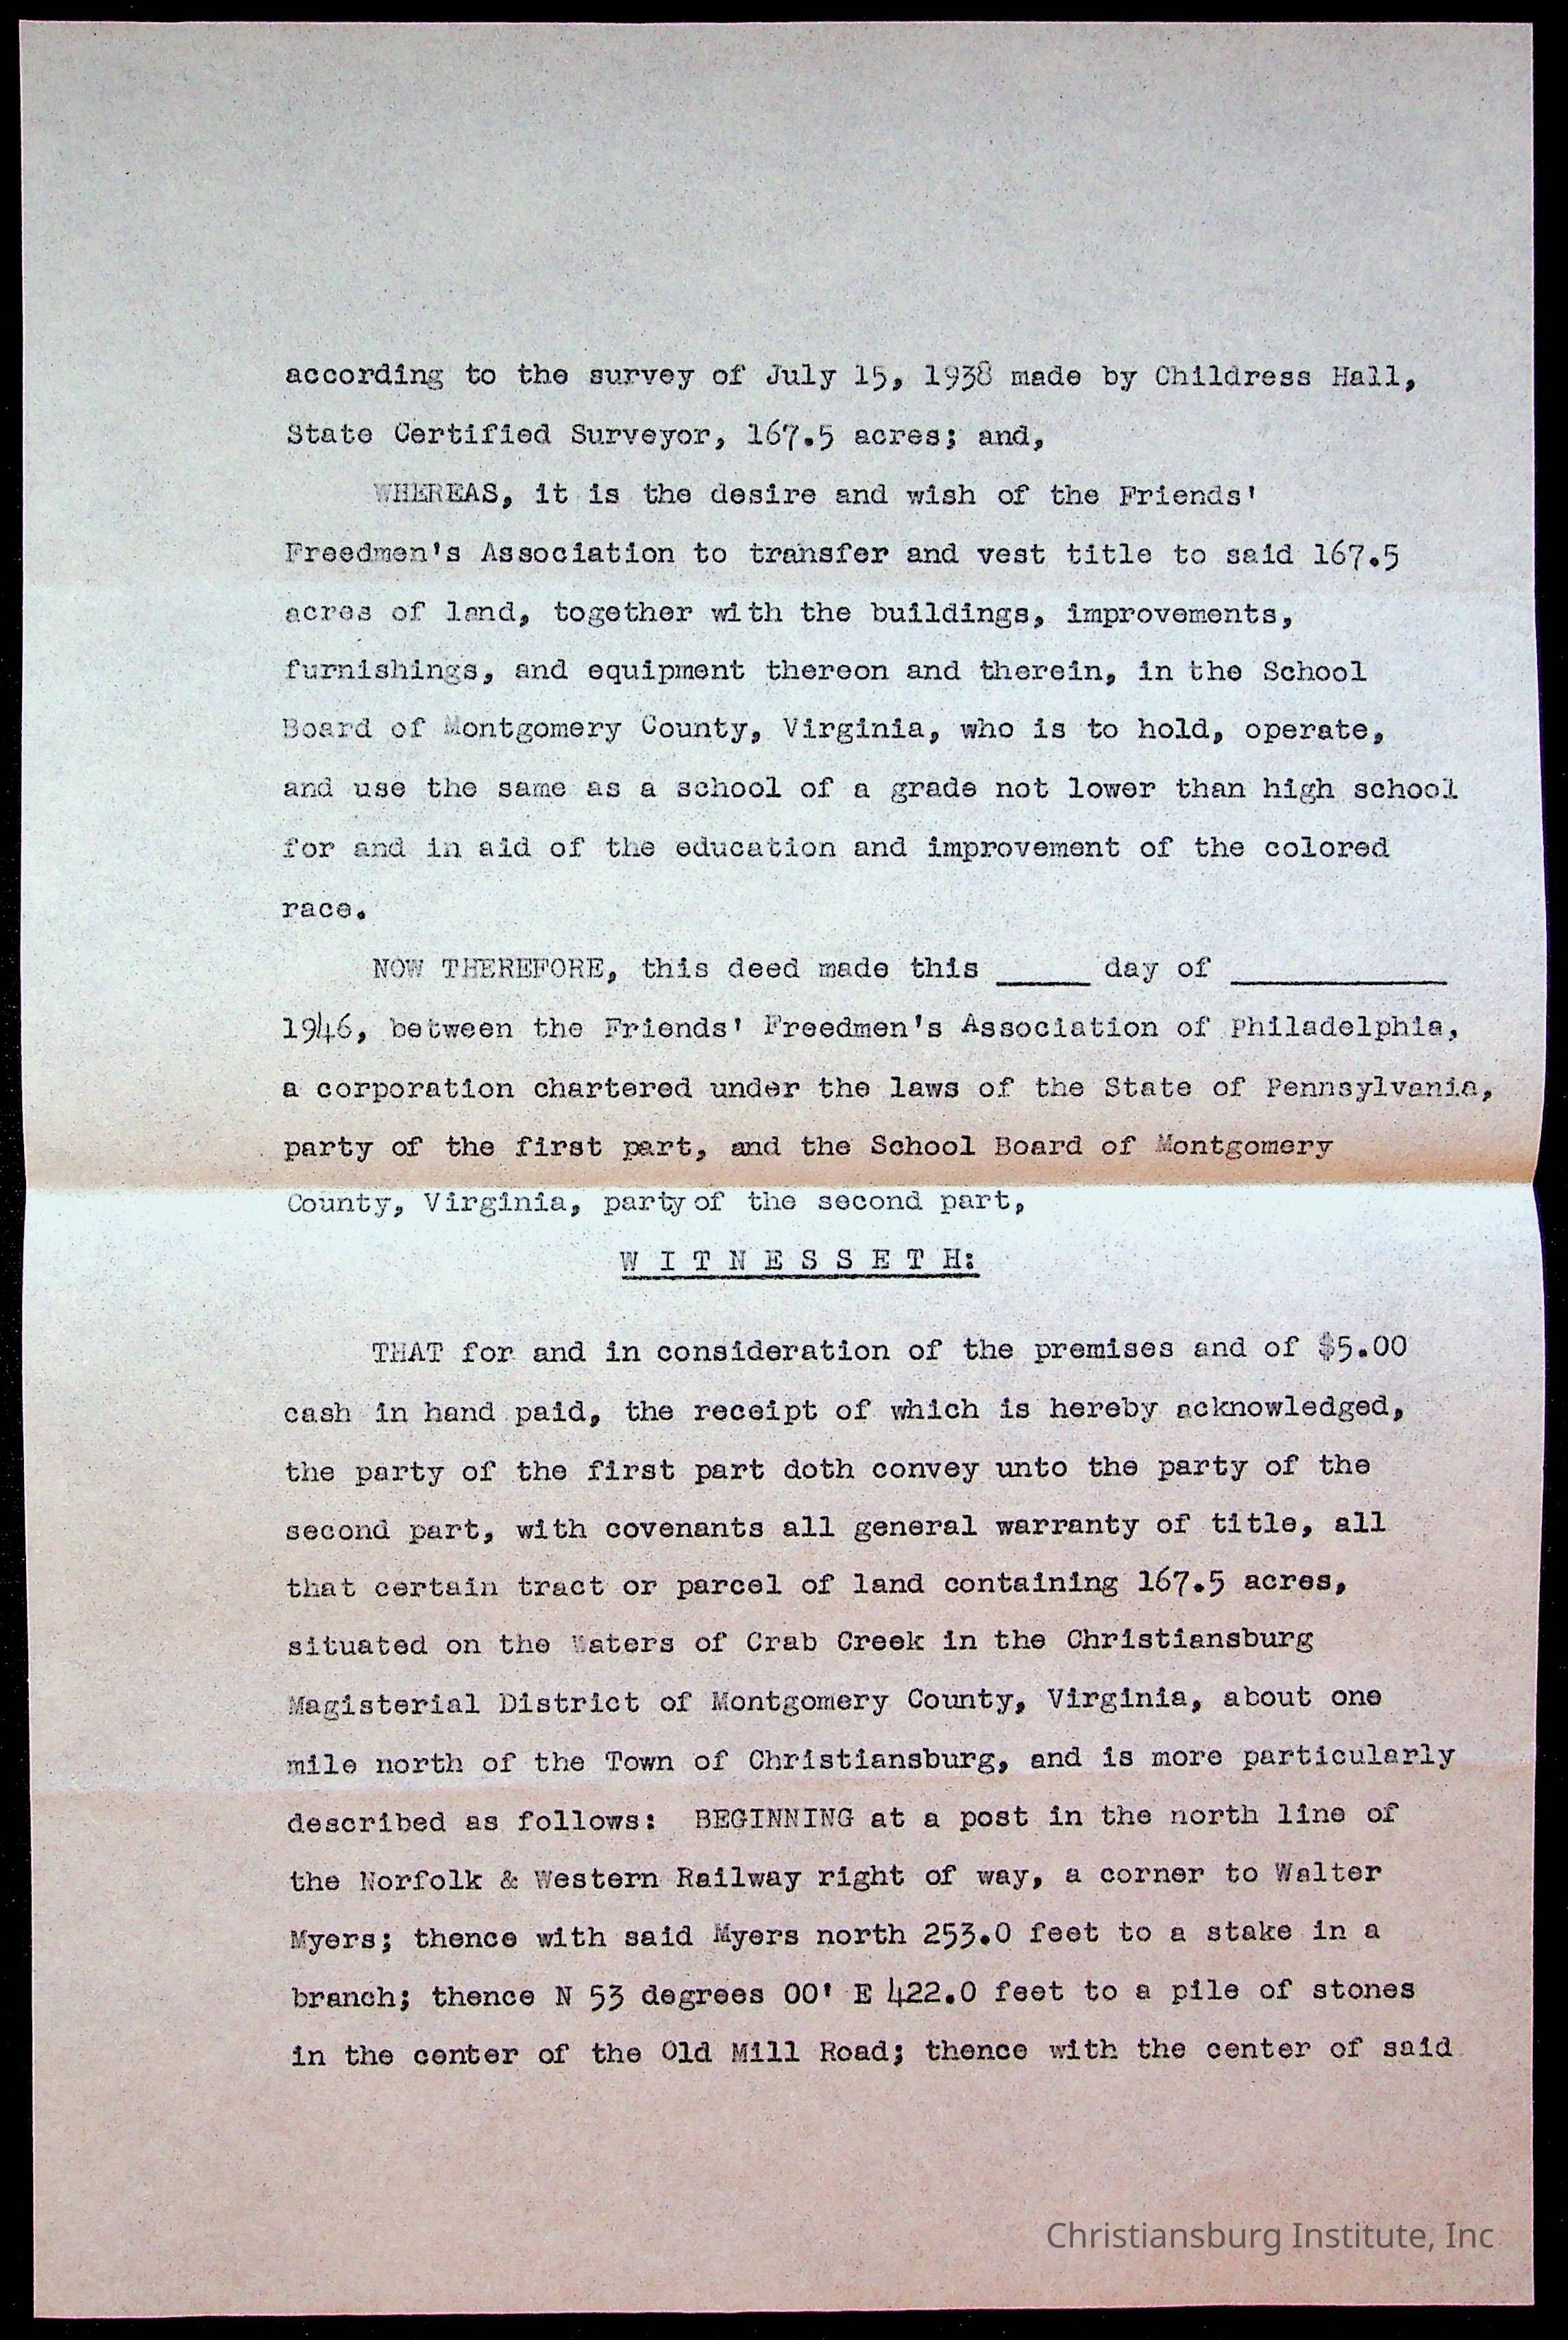 according to the survey of July 15, 1938 made by Childress Hall,
State Certified Surveyor, 167.5 acres; and,
WHEREAS, it is the desire and wish of the Friends'
Freedmen's Association to transfer and vest title to said 167.5
acres of land, together with the buildings, improvements,
furnishings, and equipment thereon and therein, in the School
Board of Montgomery County, Virginia, who is to hold, operate,
and use the same as a school of a grade not lower than high school
for and in aid of the education and improvement of the colored
race.
NOW THEREFORE, this deed made this _____ day of ____________
1946, between the Friends' Freedmen's Association of Philadelphia,
a corporation chartered under the laws of the State of Pennsylvania,
party of the first part, and the School Board of Montgomery
County, Virginia, party of the second part,
W I T N E S S E T H:
THAT for and in consideration of the premises and of $5.00
cash in hand paid, the receipt of which is hereby acknowledged,
the party of the first part doth convey unto the party of the
second part, with covenants all general warranty of title, all
that certain tract or parcel of land containing 167.5 acres,
situated on the Waters of Crab Creek in the Christiansburg
Magisterial District of Montgomery County, Virginia, about one
mile north of the Town of Christiansburg, and is more particularly
described as follows: BEGINNING at a post in the north line of
the Norfolk & Western Railway right of way, a corner to Walter
Myers; thence with said Myers north 253.0 feet to a stake in a
branch; thence N 53 degrees 00' E 422.0 feet to a pile of stones
in the center of the Old Mill Road; thence with the center of said
Christiansburg Institute, Inc